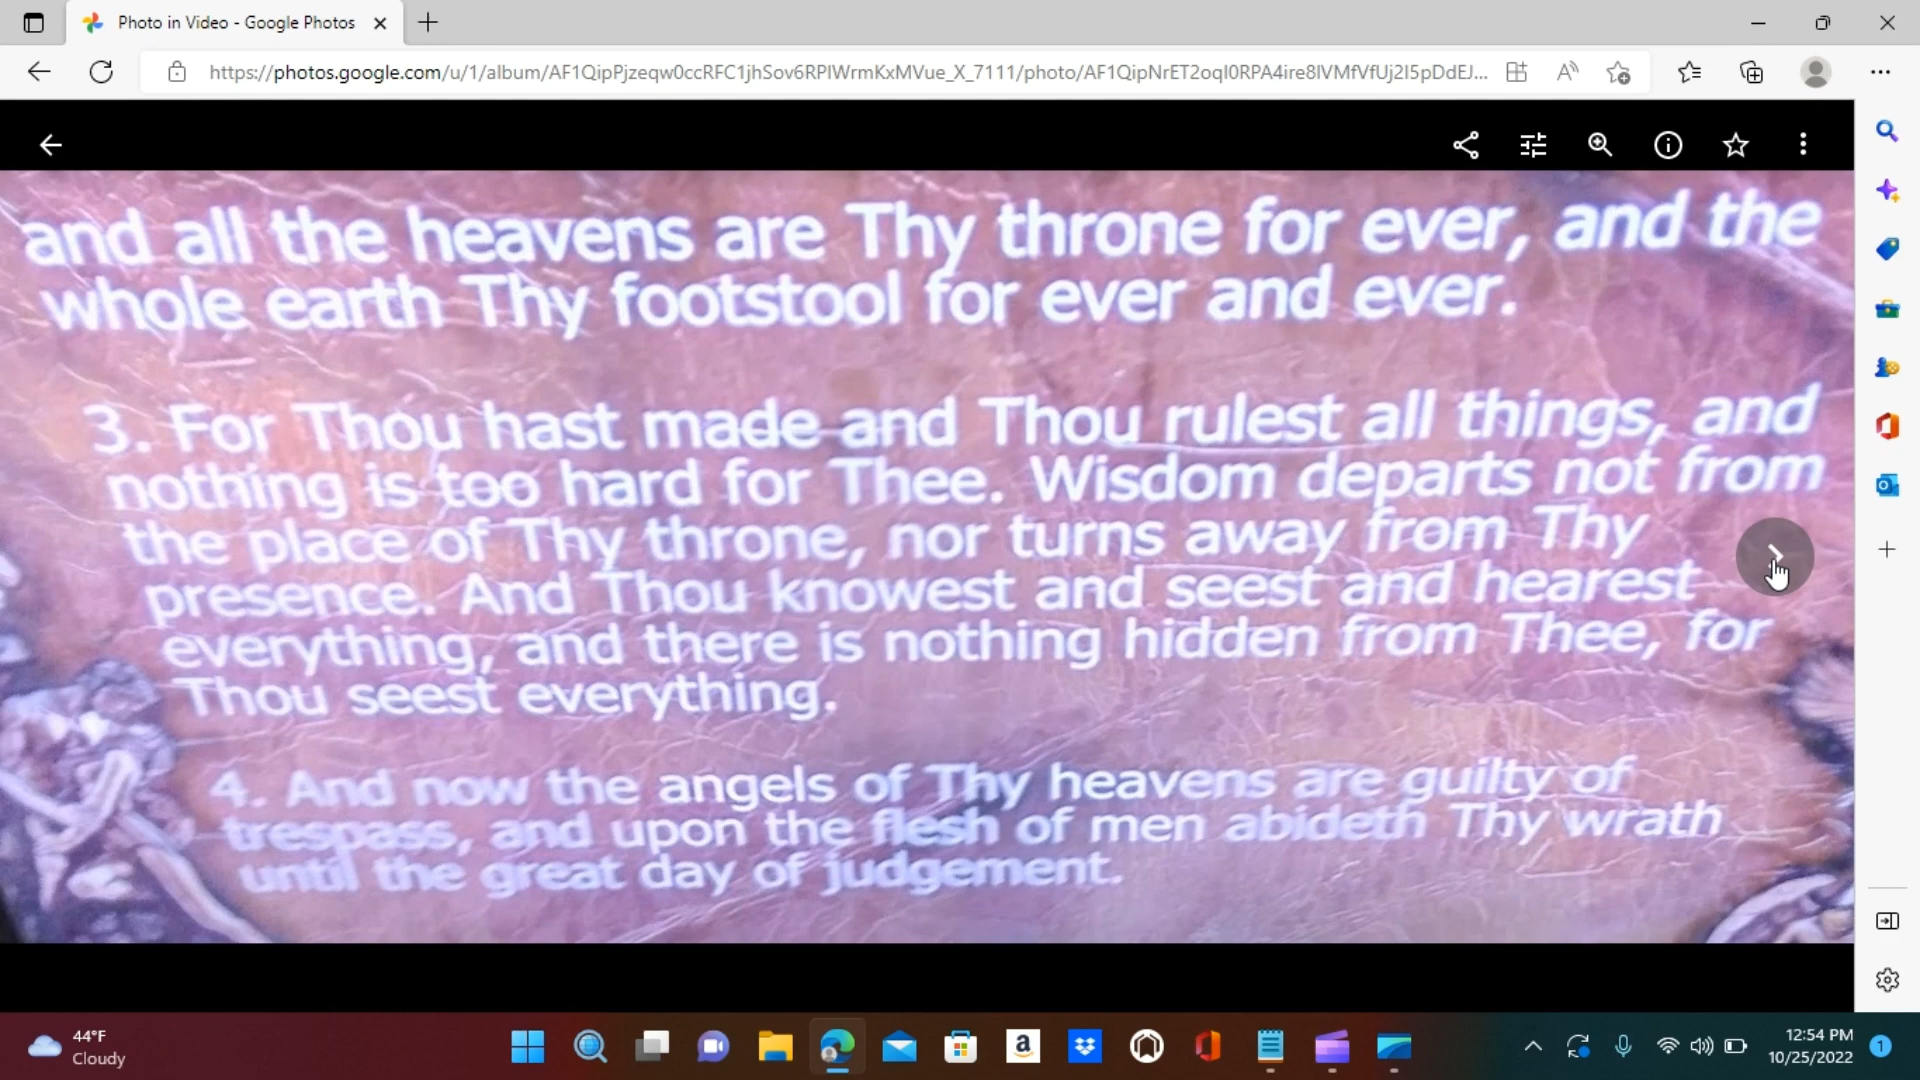 Photo in Video - Google Photos
https://photos.google.com/u/1/album/AF1QipPjzeqw0ccRFC1jhSov6RPIWrmKxMVue_X_7111/photo/AF1QipNrET2oqI0RPA4ire8IVMfVfUj2I5pDdEJ...
and all the heavens are Thy throne for ever, and the
whole earth Thy footstool for ever and ever.
3. For Thou hast made and Thou rulest all things, and
nothing is too hard for Thee. Wisdom departs not from
the place of Thy throne, nor turns away from Thy
presence. And Thou knowest and seest and hearest
everything, and there is nothing hidden from Thee, for
Thou seest everything.
4. And now the angels of Thy heavens are guilty of
trespass, and upon the flesh of men abideth Thy wrath
until the great day of judgement.
44°F
Cloudy
12:54 PM
10/25/2022
1